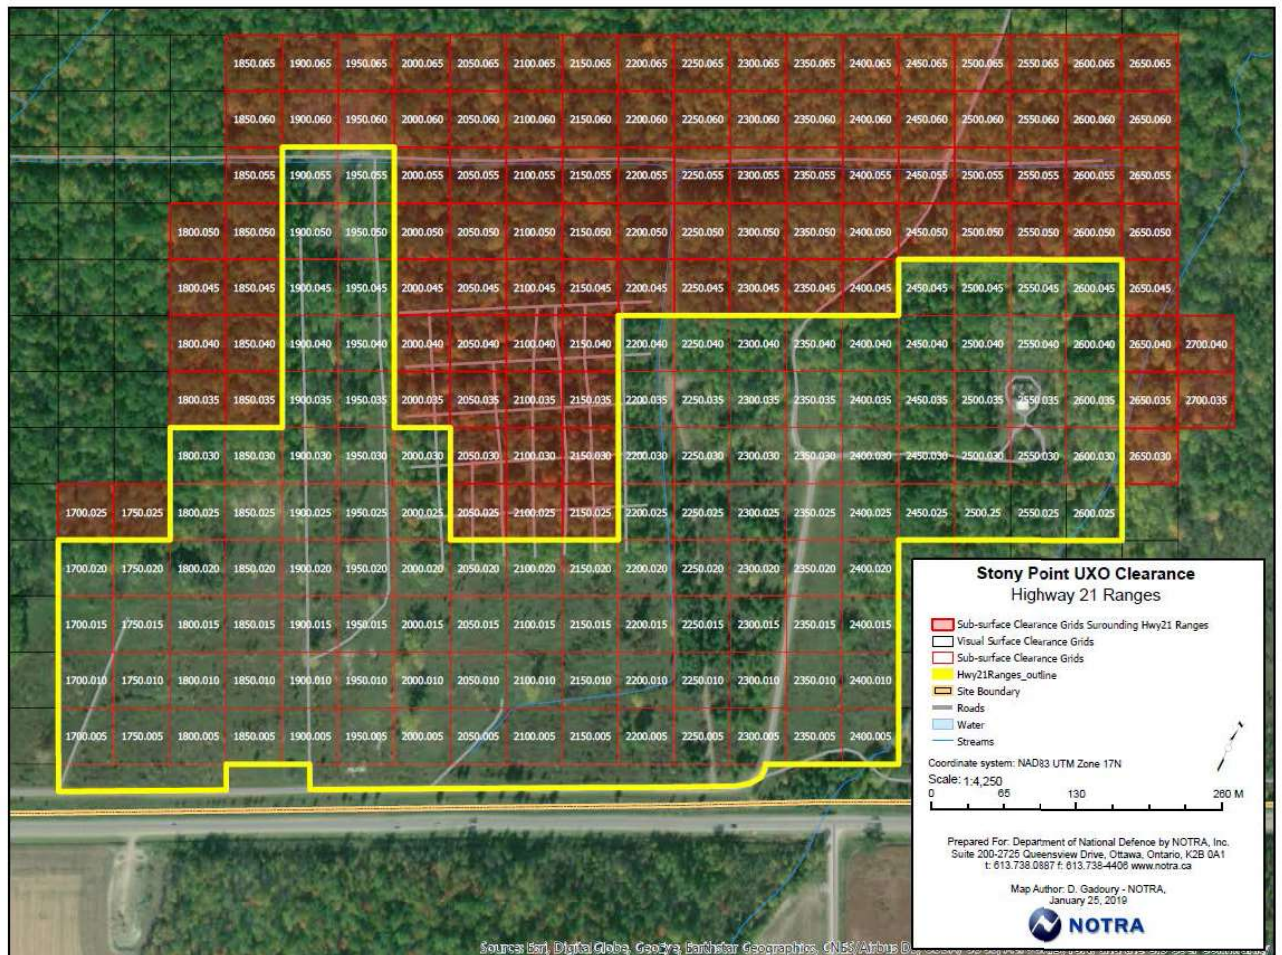 1850.065 1900.065 1950.065 2000.065 2050.065 2100.065 2150.065 2200.065 2250.065 2300.065 2350.065 2400.065 2450.065 2500.065 2550.065 2600.065 2650.065
1850.060 1900.060 1950.060 2000.060 2050.060 2100.060 2150.060 2200.060 2250.060 2300.060 2350.060 2400.060 2450.060 2500.060 2550.060 2600.060 2650.060
1850.055 1900.055 1950.055 2000.055 2050.055 2100.055 2150.055 2200.055 2250.055 2300.055 2350.055 2400.055 2450.055 2500.055 2550.055 2600.055 2650.055
1800.050 1850.050 1900.050 1950.050 2000.050 2050.050 2100.050 2150.050 2200.050 2250.050 2300.050 2350.050 2400.050 2450.050 2500.050 2550.050 2600.050 2650.050
1800.045 1850.045 1900.045 1950.045 2000.045 2050.045 2100.045 2150.045 2200.045 2250.045 2300.045 2350.045 2400.045 2450.045 2500.045 2550.045 2600.045 2650.045
1800.040 1850.040 1900.040 1950.040 2000.040 2050.040 2100.040 2150.040 2200.040 2250.040 2300.040 2350.040 2400.040 2450.040 2500.040 2550.040 2600.040 2650.040 2700.040
1800.035 1850.035 1900.035 1950.035 2000.035 2050.035 2100.035 2150.035 2200.035 2250.035 2300.035 2350.035 2400.035 2450.035 2500.035 2550.035 2600.035 2650.035 2700.035
1800.030 1850.030 1900.030 1950.030 2000.030 2050.030 2100.030 2150.030 2200.030 2250.030 2300.030 2350.030 2400.030 2450.030 2500.030 2550.030 2600.030 2650.030
1700.025 1750.025 1800.025 1850.025 1900.025 1950.025 2000.025 2050.025 2100.025 2150.025 2200.025 2250.025 2300.025 2350.025 2400.025 2450.025 2500.25 2550.025 2600.025
1700.020 1750.020 1800.020 1850.020 1900.020 1950.020 2000.020 2050.020 2100.020 2150.020 2200.020 2250.020 2300.020 2350.020 2400.020
1700.015 1750.015 1800.015 1850.015 1900.015 1950.015 2000.015 2050.015 2100.015 2150.015 2200.015 2250.015 2300.015 2350.015 2400.015
1700.010 1750.010 1800.010 1850.010 1900.010 1950.010 2000.010 2050.010 2100.010 2150.010 2200.010 2250.010 2300.010 2350.010 2400.010
1700.005 1750.005 1800.005 1850.005 1900.005 1950.005 2000.005 2050.005 2100.005 2150.005 2200.005 2250.005 2300.005 2350.005 2400.005
Stony Point UXO Clearance
Highway 21 Ranges
Sub-surface Clearance Grids Surounding Hwy21 Ranges
Visual Surface Clearance Grids
Sub-surface Clearance Grids
Hwy21Ranges_outline
Site Boundary
Roads
Water
Streams
Coordinate system: NAD83 UTM Zone 17N
Scale: 1:4,250
0 65 130 260 M
Prepared For: Department of National Defence by NOTRA, Inc.
Suite 200-2725 Queensview Drive, Ottawa, Ontario, K2B 0A1
t: 613.738.0887 f: 613.738-4406 www.notra.ca
Map Author: D. Gadoury - NOTRA,
January 25, 2019
NOTRA
Sources: Esri, DigitalGlobe, GeoEye, Earthstar Geographics, CNES/Airbus